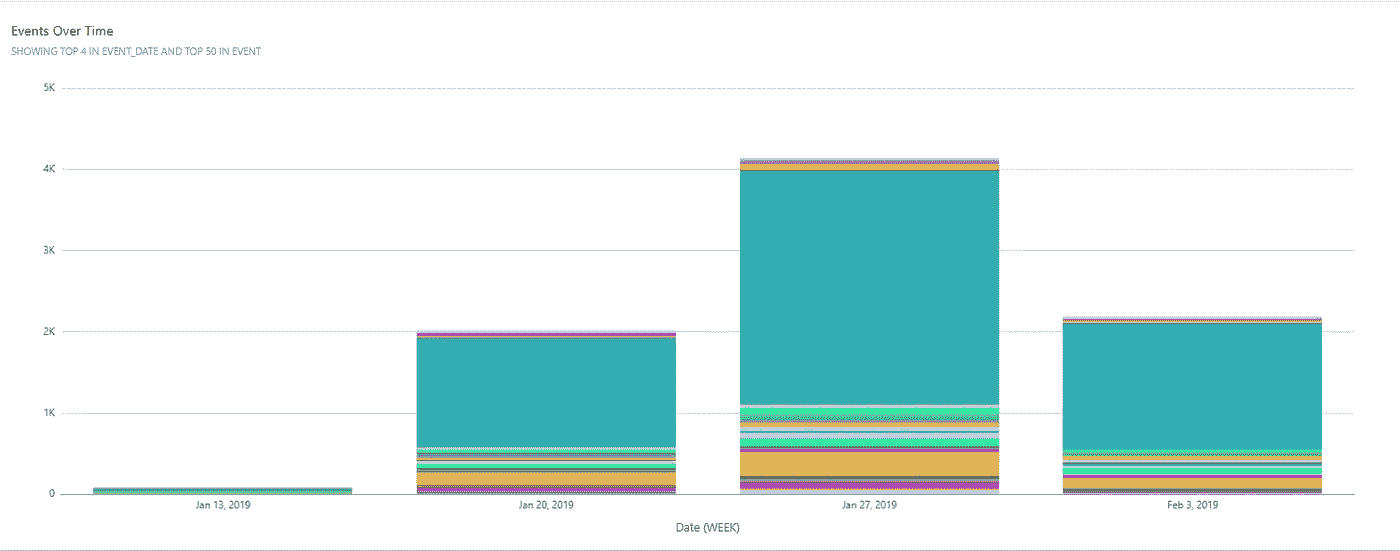 Events Over Time
SHOWING TOP 4 IN EVENT_DATE AND TOP 50 IN EVENT
5K
4K
3K
2K
1K
0
Jan 13, 2019 Jan 20, 2019 Jan 27, 2019 Feb 3, 2019
Date (WEEK)